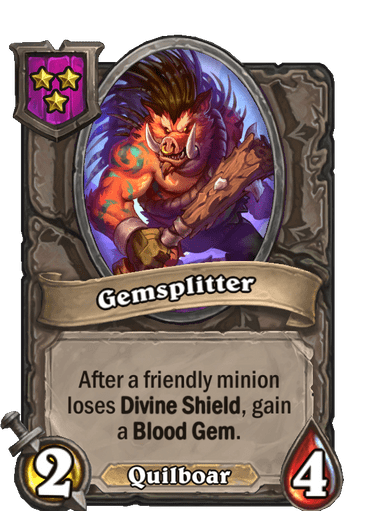 Gemsplitter
After a friendly minion
loses Divine Shield, gain
a Blood Gem.
2
Quilboar
4